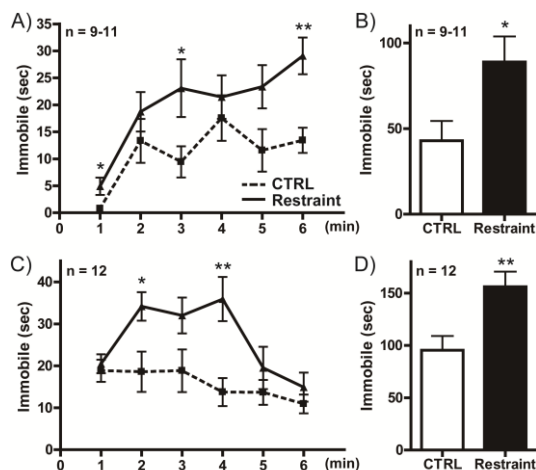 A)
n = 9-11
Immobile (sec)
35
30
25
20
15
10
5
0
*
*
**
CTRL
Restraint
0 1 2 3 4 5 6 (min)
B)
n = 9-11
*
Immobile (sec)
100
50
0
CTRL Restraint
C)
n = 12
Immobile (sec)
40
30
20
10
0
*
**
0 1 2 3 4 5 6 (min)
D)
n = 12
**
Immobile (sec)
150
100
50
0
CTRL Restraint